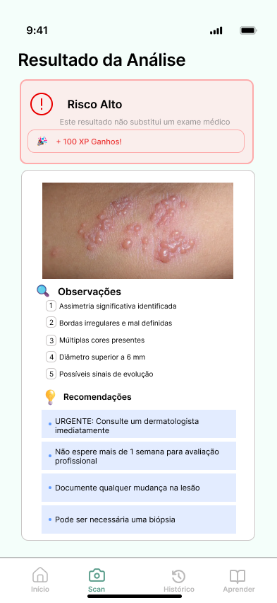 9:41
Resultado da Análise
Risco Alto
Este resultado não substitui um exame médico
+ 100 XP Ganhos!
Observações
1 Assimetria significativa identificada
2 Bordas irregulares e mal definidas
3 Múltiplas cores presentes
4 Diâmetro superior a 6 mm
5 Possíveis sinais de evolução
Recomendações
• URGENTE: Consulte um dermatologista
imediatamente
• Não espere mais de 1 semana para avaliação
profissional
• Documente qualquer mudança na lesão
• Pode ser necessária uma biópsia
Início Scan Histórico Aprender